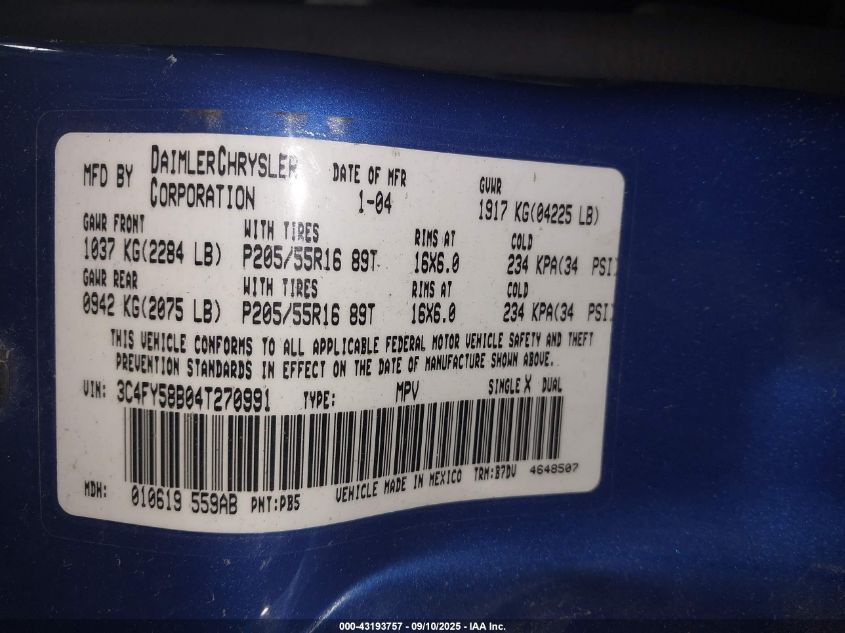 MFD BY DAIMLERCHRYSLER CORPORATION DATE OF MFR 1-04 GVWR 1917 KG(04225 LB)
GAWR FRONT WITH TIRES RIMS AT COLD
1037 KG(2284 LB) P205/55R16 89T 16X6.0 234 KPA(34 PSI)
GAWR REAR WITH TIRES RIMS AT COLD
0942 KG(2075 LB) P205/55R16 89T 16X6.0 234 KPA(34 PSI)
THIS VEHICLE CONFORMS TO ALL APPLICABLE FEDERAL MOTOR VEHICLE SAFETY AND THEFT
PREVENTION STANDARDS IN EFFECT ON THE DATE OF MANUFACTURE SHOWN ABOVE.
VIN: 3C4FY58B04T270991 TYPE: MPV SINGLE X DUAL
MDH: 010619 559AB PNT:PB5 VEHICLE MADE IN MEXICO TRM:B7DV 4648507
000-43193757 - 09/10/2025 - IAA Inc.